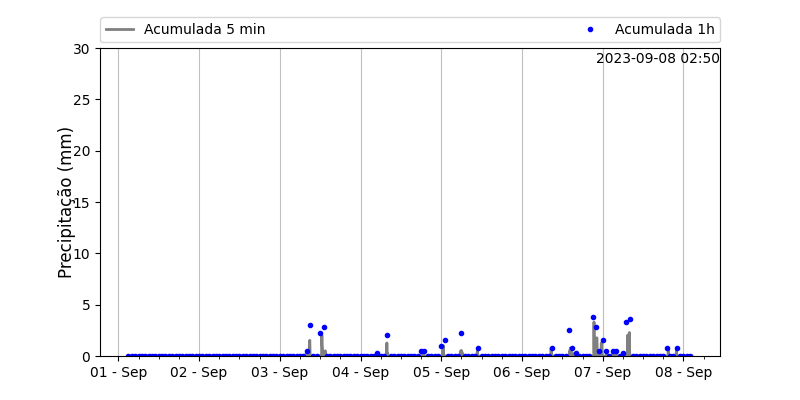 Acumulada 5 min Acumulada 1h
2023-09-08 02:50
Precipitação (mm)
30
25
20
15
10
5
0
01 - Sep 02 - Sep 03 - Sep 04 - Sep 05 - Sep 06 - Sep 07 - Sep 08 - Sep